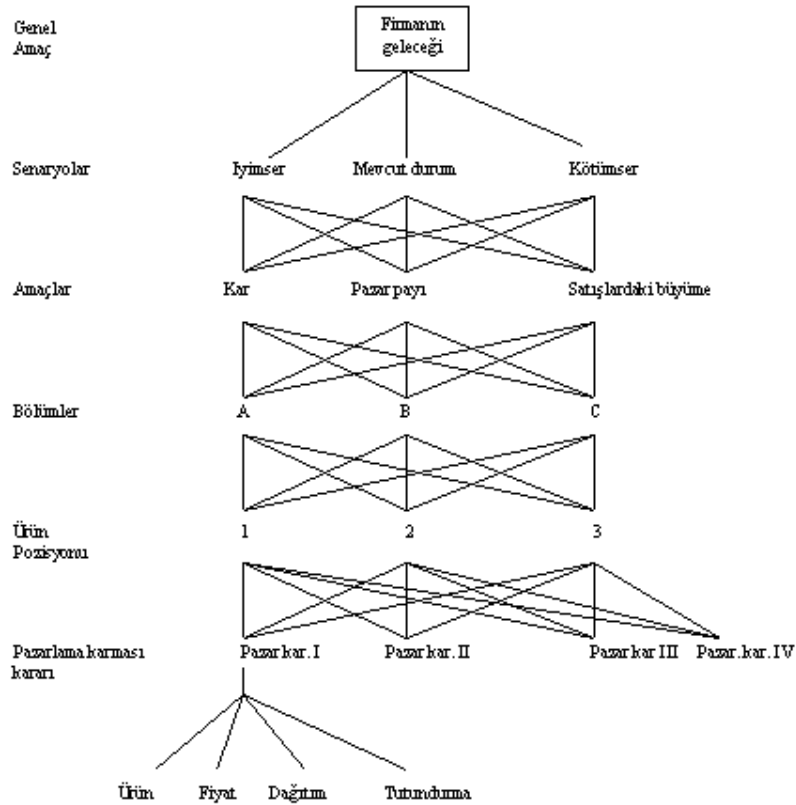 Genel
Amaç
Firmanın
geleceği
Senaryolar
Iyimser
Mevcut durum
Kötümser
Amaçlar
Kar
Pazar payı
Satışlardaki büyüme
Bölümler
A
B
C
Ürün
Pozisyonu
1
2
3
Pazarlama karması
kararı
Pazar kar. I
Pazar kar. II
Pazar kar III
Pazar. kar. IV
Ürün
Fiyat
Dağıtım
Tutundurma